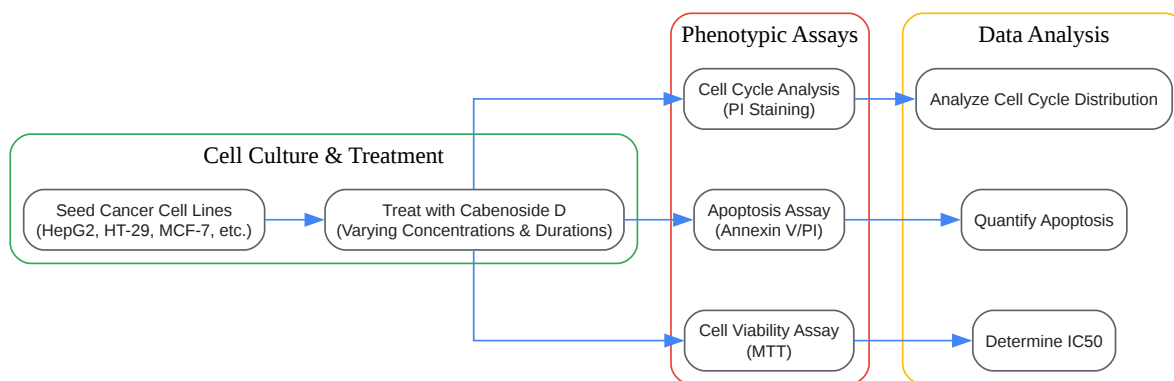 Phenotypic Assays
Data Analysis
Cell Cycle Analysis
(PI Staining)
Analyze Cell Cycle Distribution
Cell Culture & Treatment
Seed Cancer Cell Lines
(HepG2, HT-29, MCF-7, etc.)
Treat with Cabenoside D
(Varying Concentrations & Durations)
Apoptosis Assay
(Annexin V/PI)
Quantify Apoptosis
Cell Viability Assay
(MTT)
Determine IC50